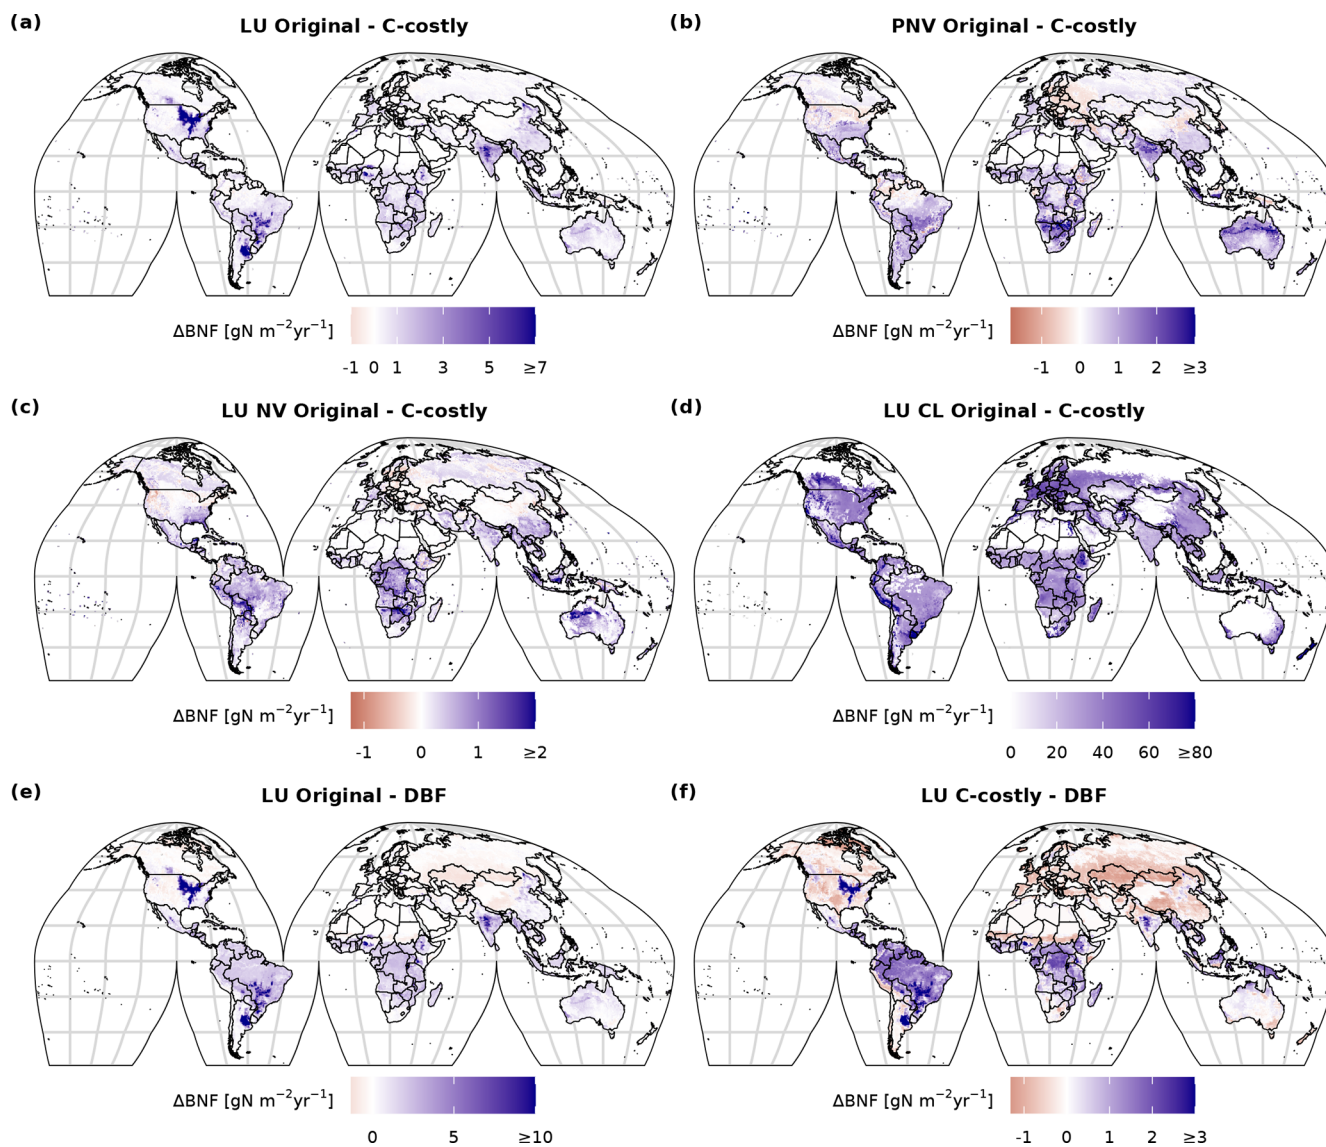 (a)
LU Original - C-costly
ΔBNF [gN m⁻²yr⁻¹]
-1 0 1 3 5 ≥7
(b)
PNV Original - C-costly
ΔBNF [gN m⁻²yr⁻¹]
-1 0 1 2 ≥3
(c)
LU NV Original - C-costly
ΔBNF [gN m⁻²yr⁻¹]
-1 0 1 ≥2
(d)
LU CL Original - C-costly
ΔBNF [gN m⁻²yr⁻¹]
0 20 40 60 ≥80
(e)
LU Original - DBF
ΔBNF [gN m⁻²yr⁻¹]
0 5 ≥10
(f)
LU C-costly - DBF
ΔBNF [gN m⁻²yr⁻¹]
-1 0 1 2 ≥3